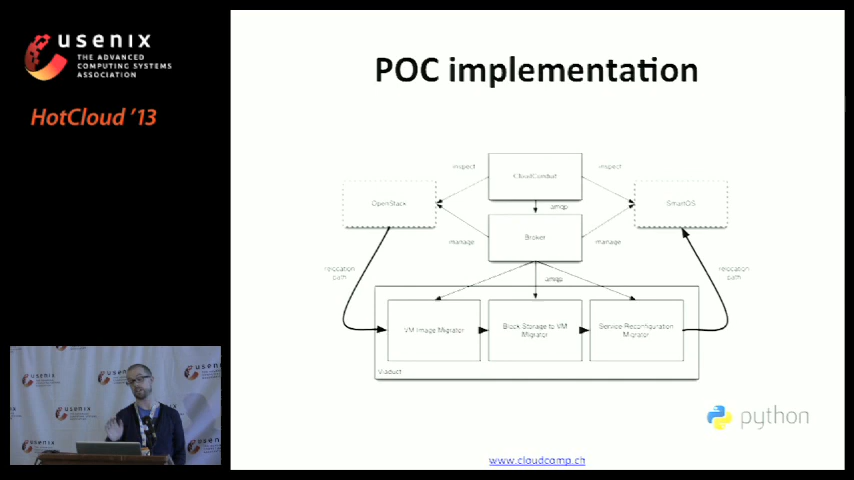 usenix
THE ADVANCED
COMPUTING SYSTEMS
ASSOCIATION
HotCloud '13
POC implementation
CloudConduit
inspect
inspect
OpenStack
SmartOS
amqp
Broker
manage
manage
relocation
path
relocation
path
amqp
VM Image Migrator
Block Storage to VM
Migrator
Service Reconfiguration
Migrator
Viaduct
python
www.cloudcamp.ch
usenix